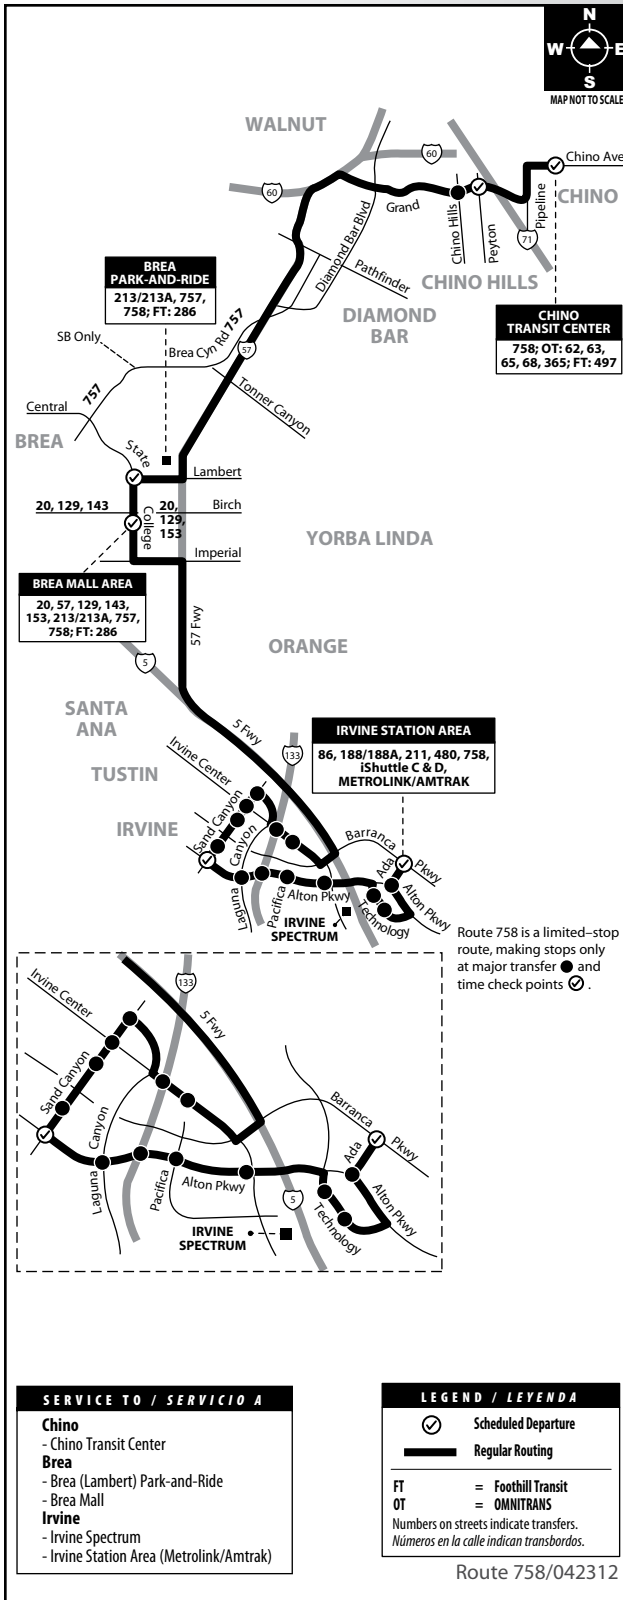 N
W E
S
MAP NOT TO SCALE
WALNUT
60
60
Chino Ave
CHINO
Pipeline
Grand
Chino Hills
Peyton
71
Diamond Bar Blvd
CHINO HILLS
Pathfinder
DIAMOND
BAR
BREA
PARK-AND-RIDE
213/213A, 757,
758; FT: 286
CHINO
TRANSIT CENTER
758; OT: 62, 63,
65, 68, 365; FT: 497
SB Only
Brea Cyn Rd 757
57
757
Tonner Canyon
Central
BREA
State
Lambert
20, 129, 143
College
20,
129,
153
Birch
YORBA LINDA
Imperial
BREA MALL AREA
20, 57, 129, 143,
153, 213/213A, 757,
758; FT: 286
57 Fwy
5
ORANGE
SANTA
ANA
5 Fwy
133
IRVINE STATION AREA
86, 188/188A, 211, 480, 758,
iShuttle C & D,
METROLINK/AMTRAK
TUSTIN
Irvine Center
IRVINE
Sand Canyon
Laguna Canyon
Pacifica
Barranca Pkwy
Ada
Alton Pkwy
Alton Pkwy
Technology
IRVINE
SPECTRUM
Route 758 is a limited–stop
route, making stops only
at major transfer and
time check points .
133
5 Fwy
Irvine Center
Sand Canyon
Laguna Canyon
Pacifica
Barranca Pkwy
Ada
Alton Pkwy
Alton Pkwy
5
Technology
IRVINE
SPECTRUM
SERVICE TO / SERVICIO A
Chino
- Chino Transit Center
Brea
- Brea (Lambert) Park-and-Ride
- Brea Mall
Irvine
- Irvine Spectrum
- Irvine Station Area (Metrolink/Amtrak)
LEGEND / LEYENDA
Scheduled Departure
Regular Routing
FT = Foothill Transit
OT = OMNITRANS
Numbers on streets indicate transfers.
Números en la calle indican transbordos.
Route 758/042312